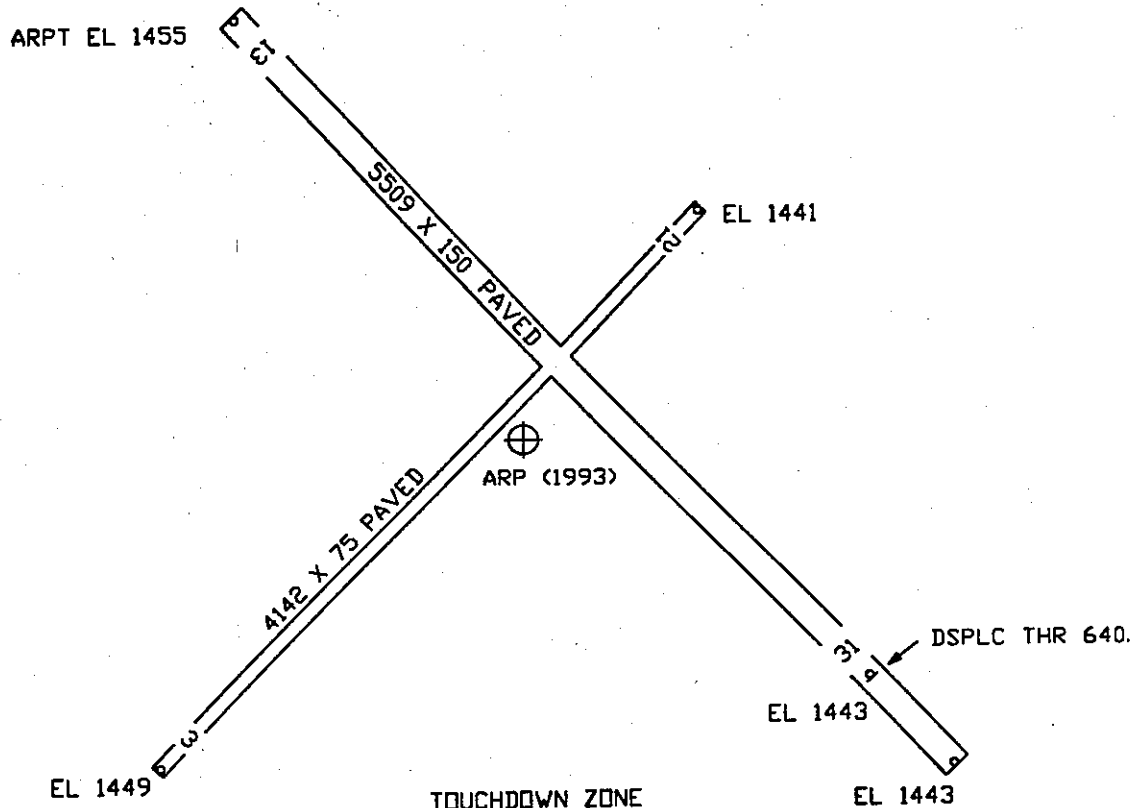 ARPT EL 1455
13
5509 X 150 PAVED
EL 1441
21
ARP (1993)
4142 X 75 PAVED
DSPLC THR 640.
31
EL 1443
3
EL 1449
TOUCHDOWN ZONE
EL 1443